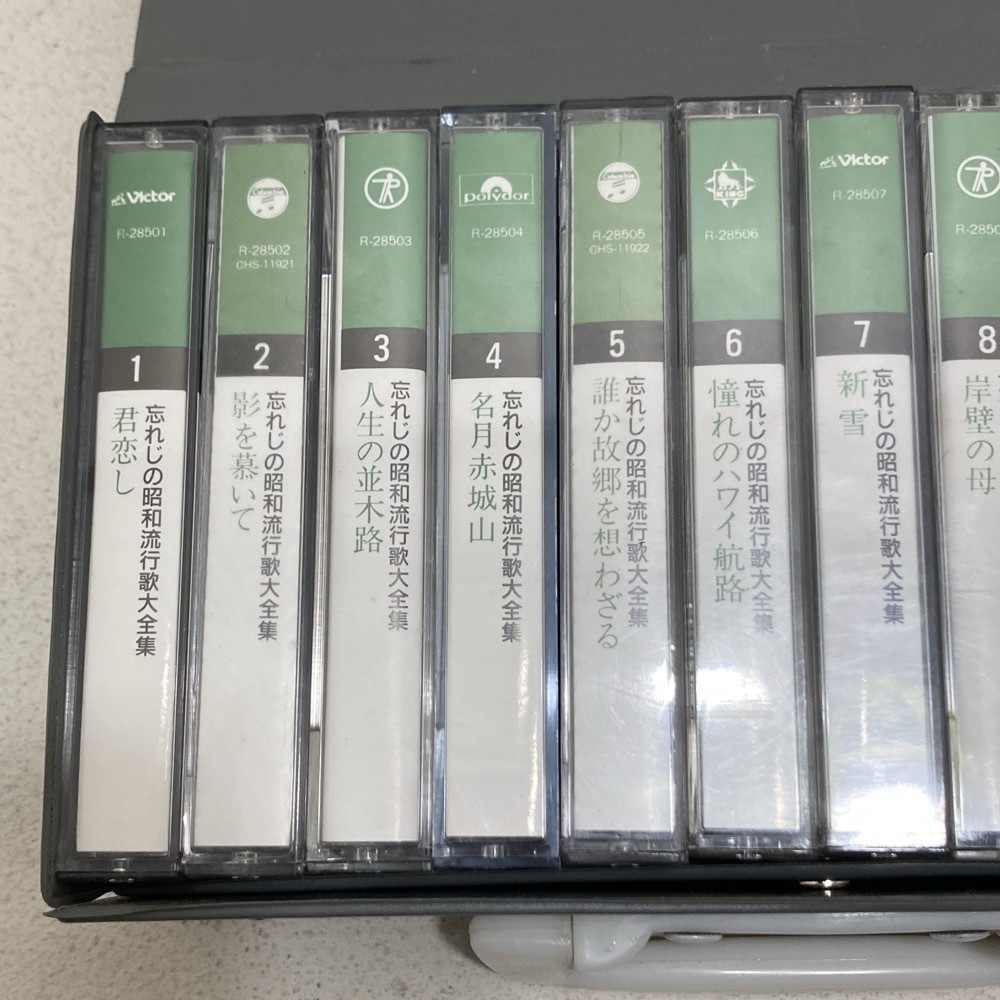 Victor
R-28501
1
忘れじの昭和流行歌大全集
君恋し
Columbia
R-28502
CHS-11921
2
忘れじの昭和流行歌大全集
影を慕いて
R-28503
3
忘れじの昭和流行歌大全集
人生の並木路
Polydor
R-28504
4
忘れじの昭和流行歌大全集
名月赤城山
Columbia
R-28505
CHS-11922
5
忘れじの昭和流行歌大全集
誰か故郷を想わざる
KING
R-28506
6
忘れじの昭和流行歌大全集
憧れのハワイ航路
Victor
R-28507
7
忘れじの昭和流行歌大全集
新雪
R-2850
8
岸壁の母